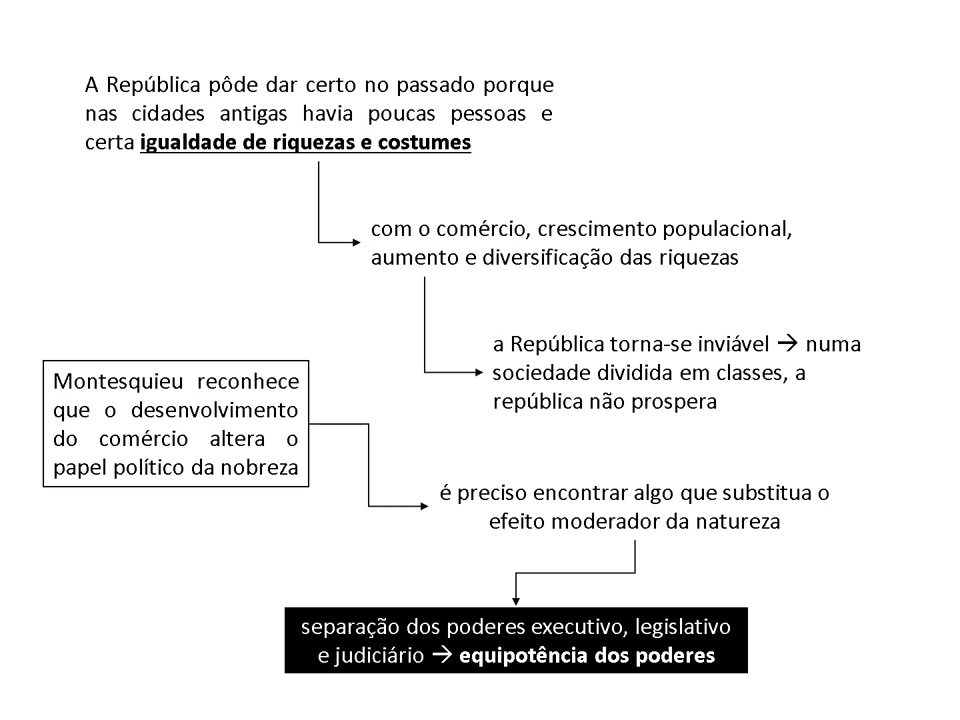 A República pôde dar certo no passado porque
nas cidades antigas havia poucas pessoas e
certa igualdade de riquezas e costumes
com o comércio, crescimento populacional,
aumento e diversificação das riquezas
a República torna-se inviável → numa
sociedade dividida em classes, a
república não prospera
Montesquieu reconhece
que o desenvolvimento
do comércio altera o
papel político da nobreza
é preciso encontrar algo que substitua o
efeito moderador da natureza
separação dos poderes executivo, legislativo
e judiciário → equipotência dos poderes